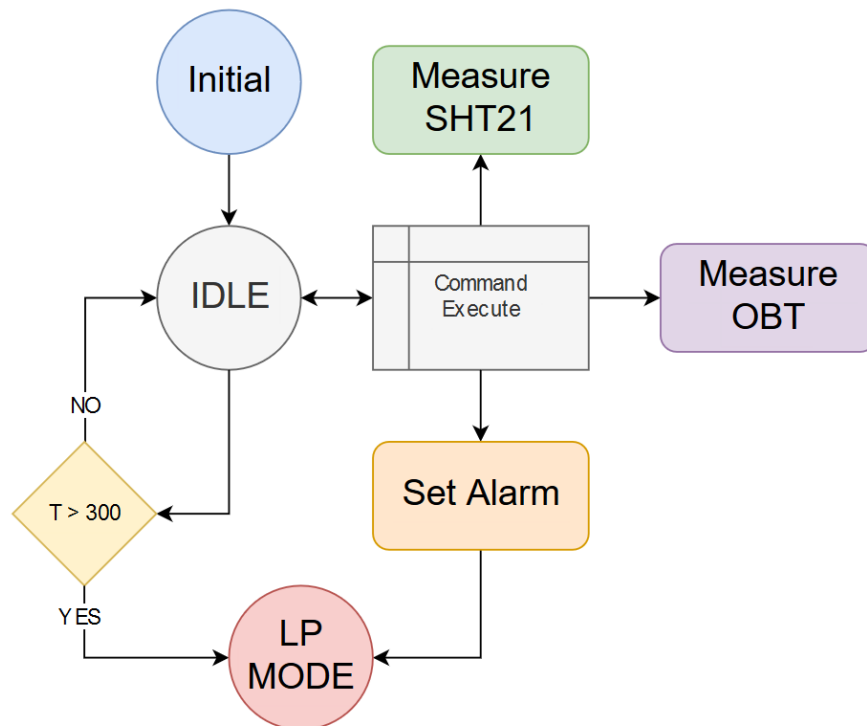 Initial
Measure
SHT21
IDLE
Command
Execute
Measure
OBT
NO
T > 300
Set Alarm
YES
LP
MODE